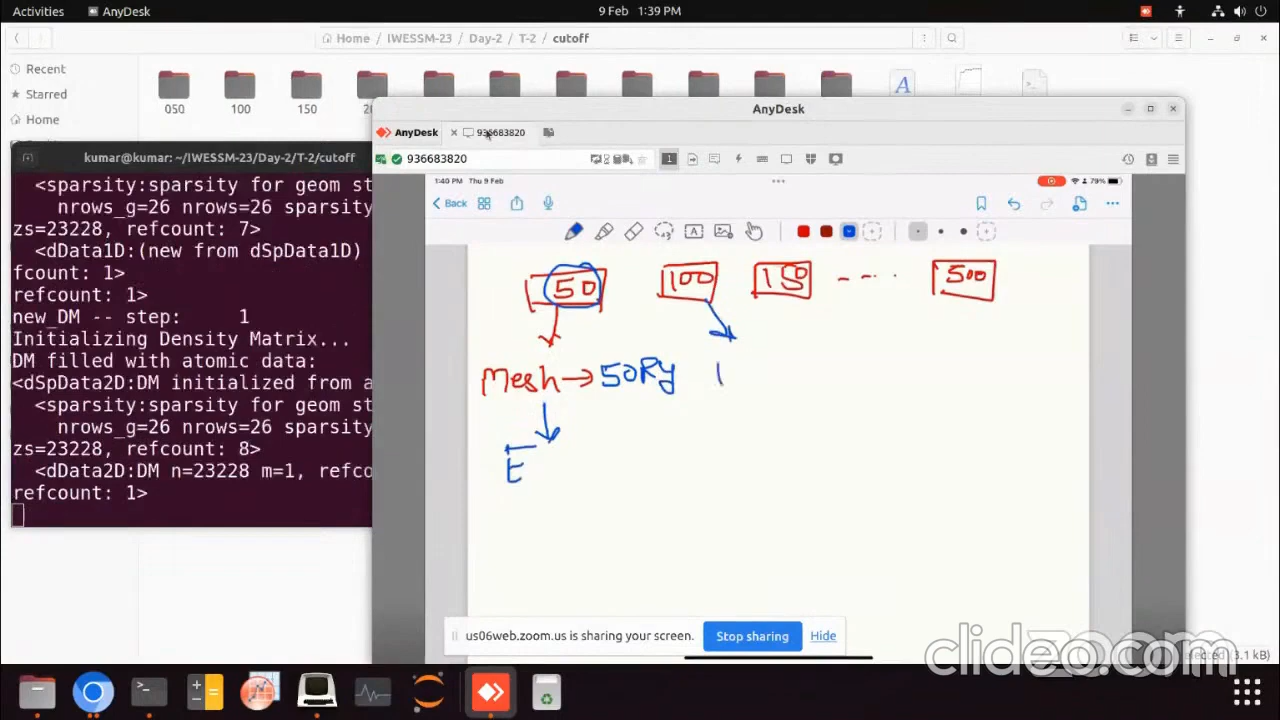 Activities
AnyDesk
9 Feb 1:39 PM
Home / IWESSM-23 / Day-2 / T-2 / cutoff
Recent
Starred
Home
050
100
150
AnyDesk
AnyDesk
936683820
936683820
1
kumar@kumar: ~/IWESSM-23/Day-2/T-2/cutoff
<sparsity:sparsity for geom st
nrows_g=26 nrows=26 sparsity
zs=23228, refcount: 7>
<dData1D:(new from dSpData1D)
fcount: 1>
refcount: 1>
new_DM -- step: 1
Initializing Density Matrix...
DM filled with atomic data:
<dSpData2D:DM initialized from a
<sparsity:sparsity for geom st
nrows_g=26 nrows=26 sparsity
zs=23228, refcount: 8>
<dData2D:DM n=23228 m=1, refco
refcount: 1>
1:40 PM Thu 9 Feb
79%
Back
50 100 150 ---- 500
Mesh → 50Ry
E
us06web.zoom.us is sharing your screen.
Stop sharing
Hide
clideo.com
(3.1 kB)